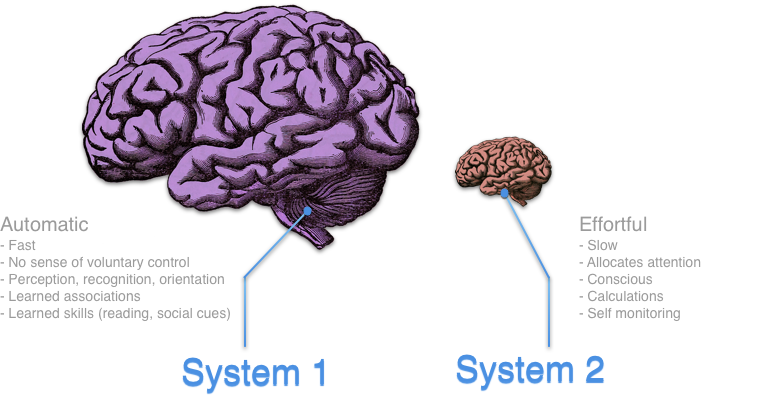 Automatic
- Fast
- No sense of voluntary control
- Perception, recognition, orientation
- Learned associations
- Learned skills (reading, social cues)
System 1
Effortful
- Slow
- Allocates attention
- Conscious
- Calculations
- Self monitoring
System 2